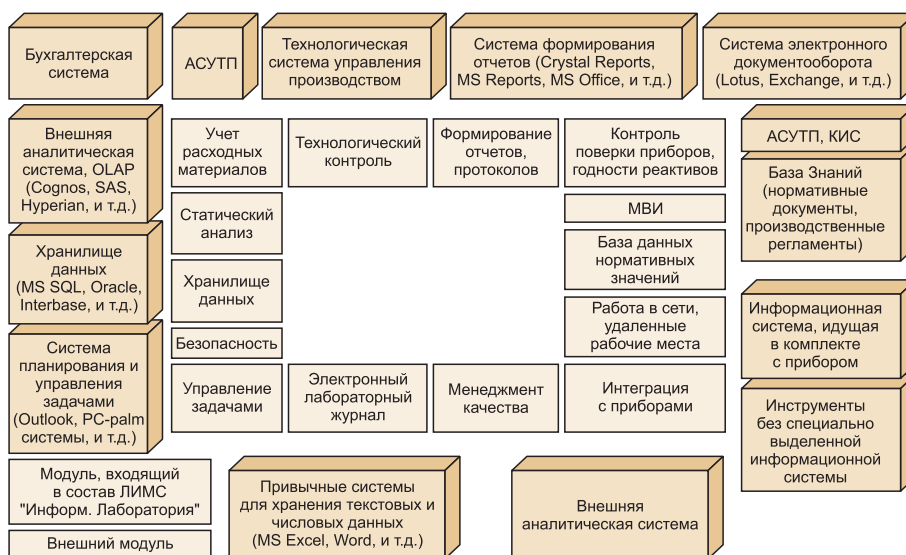 Бухгалтерская
система
АСУТП
Технологическая
система управления
производством
Система формирования
отчетов (Crystal Reports,
MS Reports, MS Office, и т.д.)
Система электронного
документооборота
(Lotus, Exchange, и т.д.)
Внешняя
аналитическая
система, OLAP
(Cognos, SAS,
Hyperian, и т.д.)
Учет
расходных
материалов
Технологический
контроль
Формирование
отчетов,
протоколов
Контроль
поверки приборов,
годности реактивов
АСУТП, КИС
База Знаний
(нормативные
документы,
производственные
регламенты)
МВИ
Статический
анализ
База данных
нормативных
значений
Хранилище
данных
(MS SQL, Oracle,
Interbase, и т.д.)
Хранилище
данных
Работа в сети,
удаленные
рабочие места
Информационная
система, идущая
в комплекте
с прибором
Безопасность
Система
планирования и
управления
задачами
(Outlook, PC-palm
системы, и т.д.)
Управление
задачами
Электронный
лабораторный
журнал
Менеджмент
качества
Интеграция
с приборами
Инструменты
без специально
выделенной
информационной
системы
Модуль, входящий
в состав ЛИМС
"Информ. Лаборатория"
Внешний модуль
Привычные системы
для хранения текстовых и
числовых данных
(MS Excel, Word, и т.д.)
Внешняя
аналитическая система